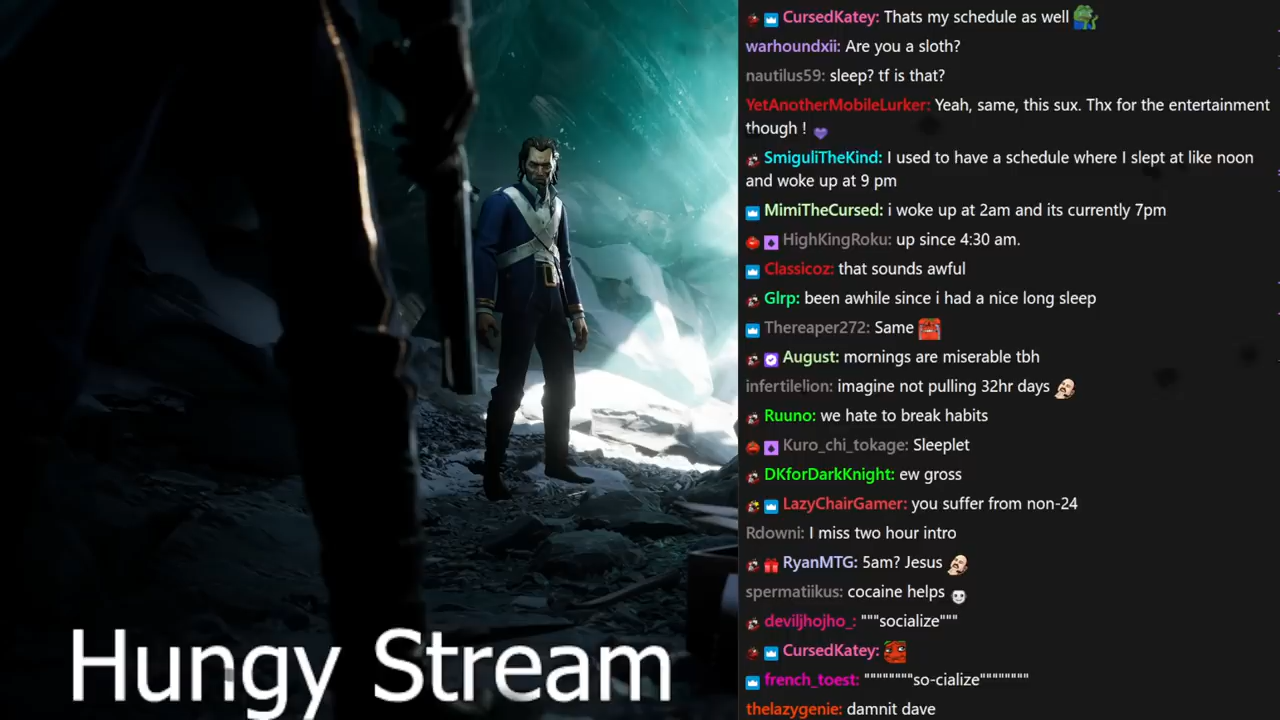 CursedKatey: Thats my schedule as well
warhoundxii: Are you a sloth?
nautilus59: sleep? tf is that?
YetAnotherMobileLurker: Yeah, same, this sux. Thx for the entertainment
though !
SmiguliTheKind: I used to have a schedule where I slept at like noon
and woke up at 9 pm
MimiTheCursed: i woke up at 2am and its currently 7pm
HighKingRoku: up since 4:30 am.
Classicoz: that sounds awful
Glrp: been awhile since i had a nice long sleep
Thereaper272: Same
August: mornings are miserable tbh
infertilelion: imagine not pulling 32hr days
Ruuno: we hate to break habits
Kuro_chi_tokage: Sleeplet
DKforDarkKnight: ew gross
LazyChairGamer: you suffer from non-24
Rdowni: I miss two hour intro
RyanMTG: 5am? Jesus
spermatiikus: cocaine helps
deviljhojho_: """socialize"""
CursedKatey:
french_toest: """"""""so-cialize""""""""
thelazygenie: damnit dave
Hungy Stream